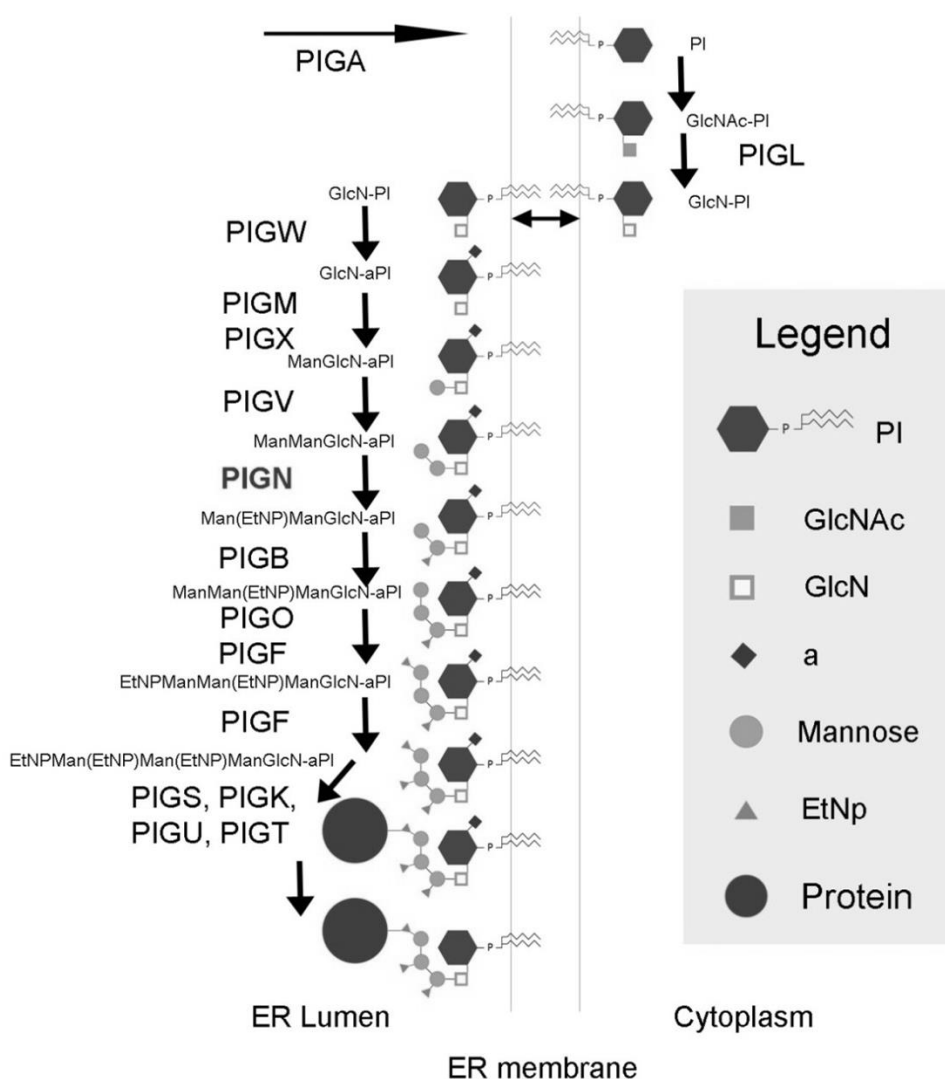 PIGA
P
PI
P
GlcNAc-PI
PIGL
GlcN-PI
P
P
GlcN-PI
PIGW
GlcN-aPI
P
PIGM
PIGX
ManGlcN-aPI
P
PIGV
ManManGlcN-aPI
P
PIGN
Man(EtNP)ManGlcN-aPI
P
PIGB
ManMan(EtNP)ManGlcN-aPI
P
PIGO
PIGF
EtNPManMan(EtNP)ManGlcN-aPI
P
PIGF
EtNPMan(EtNP)Man(EtNP)ManGlcN-aPI
P
PIGS, PIGK,
PIGU, PIGT
P
P
ER Lumen
Cytoplasm
ER membrane
Legend
P
PI
GlcNAc
GlcN
a
Mannose
EtNp
Protein